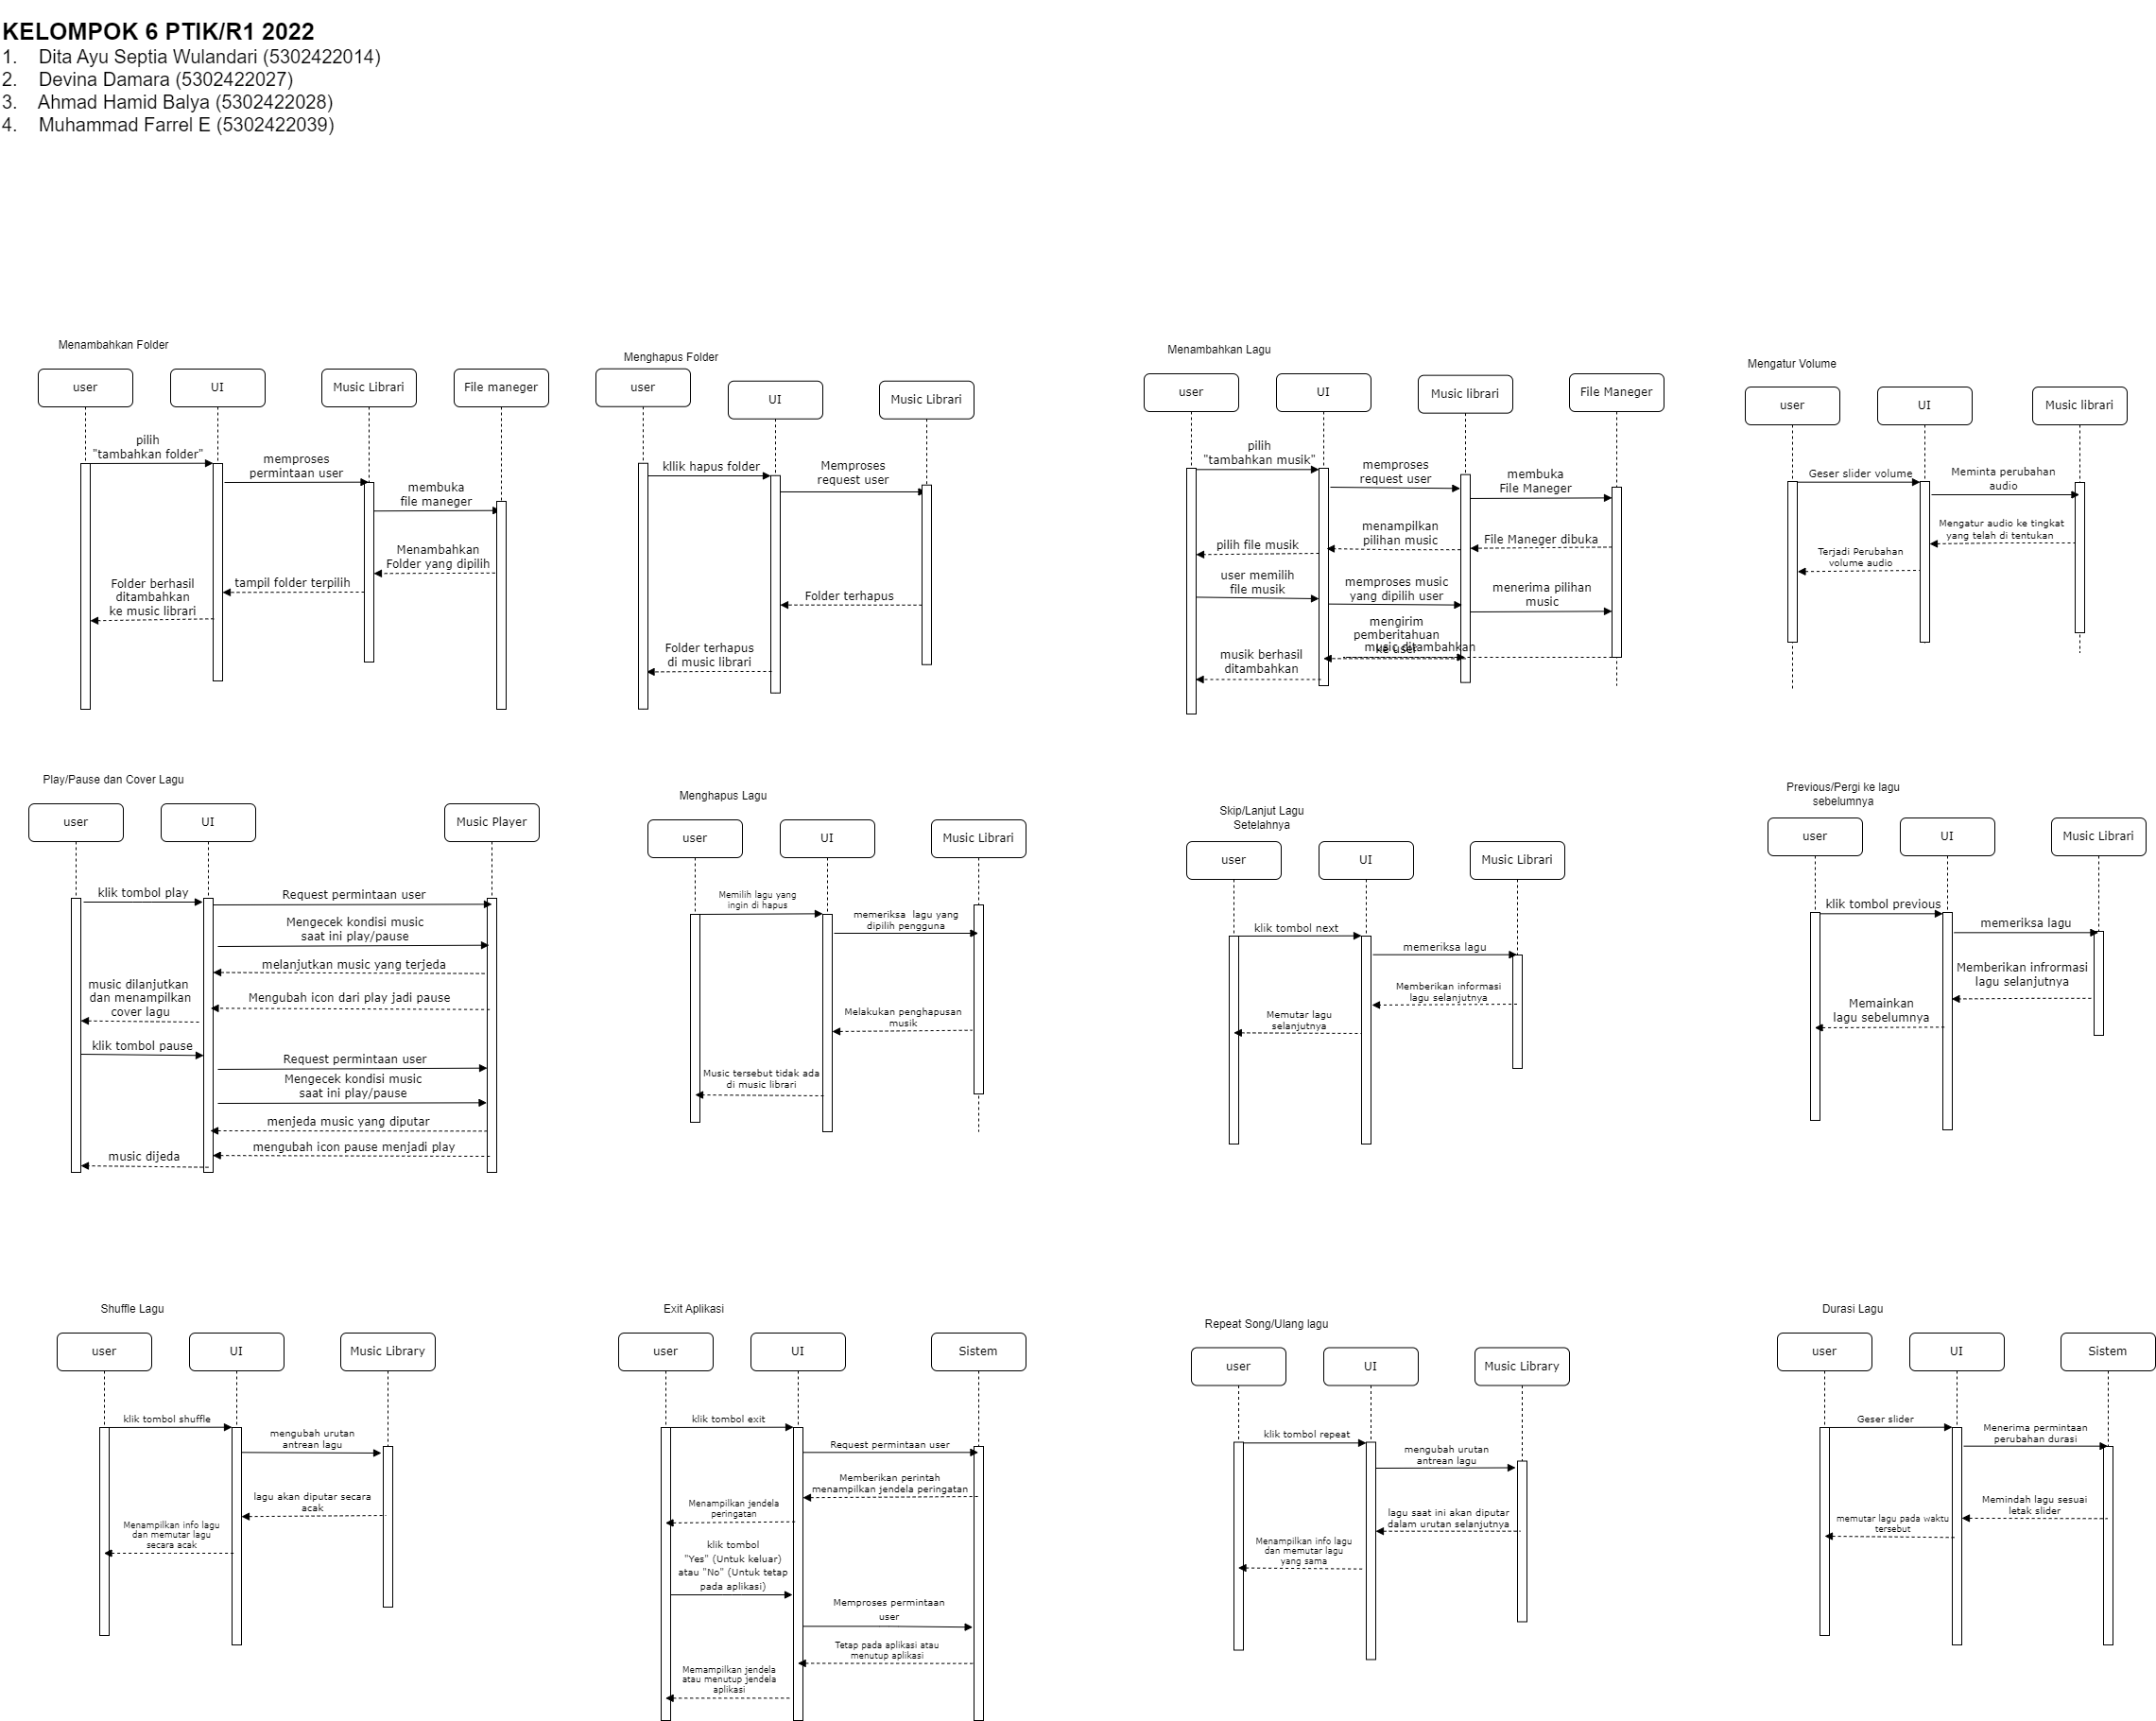 KELOMPOK 6 PTIK/R1 2022
1. Dita Ayu Septia Wulandari (5302422014)
2. Devina Damara (5302422027)
3. Ahmad Hamid Balya (5302422028)
4. Muhammad Farrel E (5302422039)
Menambahkan Folder
user
UI
Music Librari
File maneger
pilih
"tambahkan folder"
memproses
permintaan user
membuka
file maneger
Menambahkan
Folder yang dipilih
tampil folder terpilih
Folder berhasil
ditambahkan
ke music librari
Menghapus Folder
user
UI
Music Librari
kllik hapus folder
Memproses
request user
Folder terhapus
Folder terhapus
di music librari
Menambahkan Lagu
user
UI
Music librari
File Maneger
pilih
"tambahkan musik"
memproses
request user
membuka
File Maneger
File Maneger dibuka
menampilkan
pilihan music
pilih file musik
user memilih
file musik
memproses music
yang dipilih user
menerima pilihan
music
mengirim
pemberitahuan
ke user
music ditambahkan
musik berhasil
ditambahkan
Mengatur Volume
user
UI
Music librari
Geser slider volume
Meminta perubahan
audio
Mengatur audio ke tingkat
yang telah di tentukan
Terjadi Perubahan
volume audio
Play/Pause dan Cover Lagu
user
UI
Music Player
klik tombol play
Request permintaan user
Mengecek kondisi music
saat ini play/pause
melanjutkan music yang terjeda
Mengubah icon dari play jadi pause
music dilanjutkan
dan menampilkan
cover lagu
klik tombol pause
Request permintaan user
Mengecek kondisi music
saat ini play/pause
menjeda music yang diputar
mengubah icon pause menjadi play
music dijeda
Menghapus Lagu
user
UI
Music Librari
Memilih lagu yang
ingin di hapus
memeriksa lagu yang
dipilih pengguna
Melakukan penghapusan
musik
Music tersebut tidak ada
di music librari
Skip/Lanjut Lagu
Setelahnya
user
UI
Music Librari
klik tombol next
memeriksa lagu
Memberikan informasi
lagu selanjutnya
Memutar lagu
selanjutnya
Previous/Pergi ke lagu
sebelumnya
user
UI
Music Librari
klik tombol previous
memeriksa lagu
Memberikan infrormasi
lagu selanjutnya
Memainkan
lagu sebelumnya
Shuffle Lagu
user
UI
Music Library
klik tombol shuffle
mengubah urutan
antrean lagu
lagu akan diputar secara
acak
Menampilkan info lagu
dan memutar lagu
secara acak
Exit Aplikasi
user
UI
Sistem
klik tombol exit
Request permintaan user
Memberikan perintah
menampilkan jendela peringatan
Menampilkan jendela
peringatan
klik tombol
"Yes" (Untuk keluar)
atau "No" (Untuk tetap
pada aplikasi)
Memproses permintaan
user
Tetap pada aplikasi atau
menutup aplikasi
Memampilkan jendela
atau menutup jendela
aplikasi
Repeat Song/Ulang lagu
user
UI
Music Library
klik tombol repeat
mengubah urutan
antrean lagu
lagu saat ini akan diputar
dalam urutan selanjutnya
Menampilkan info lagu
dan memutar lagu
yang sama
Durasi Lagu
user
UI
Sistem
Geser slider
Menerima permintaan
perubahan durasi
Memindah lagu sesuai
letak slider
memutar lagu pada waktu
tersebut